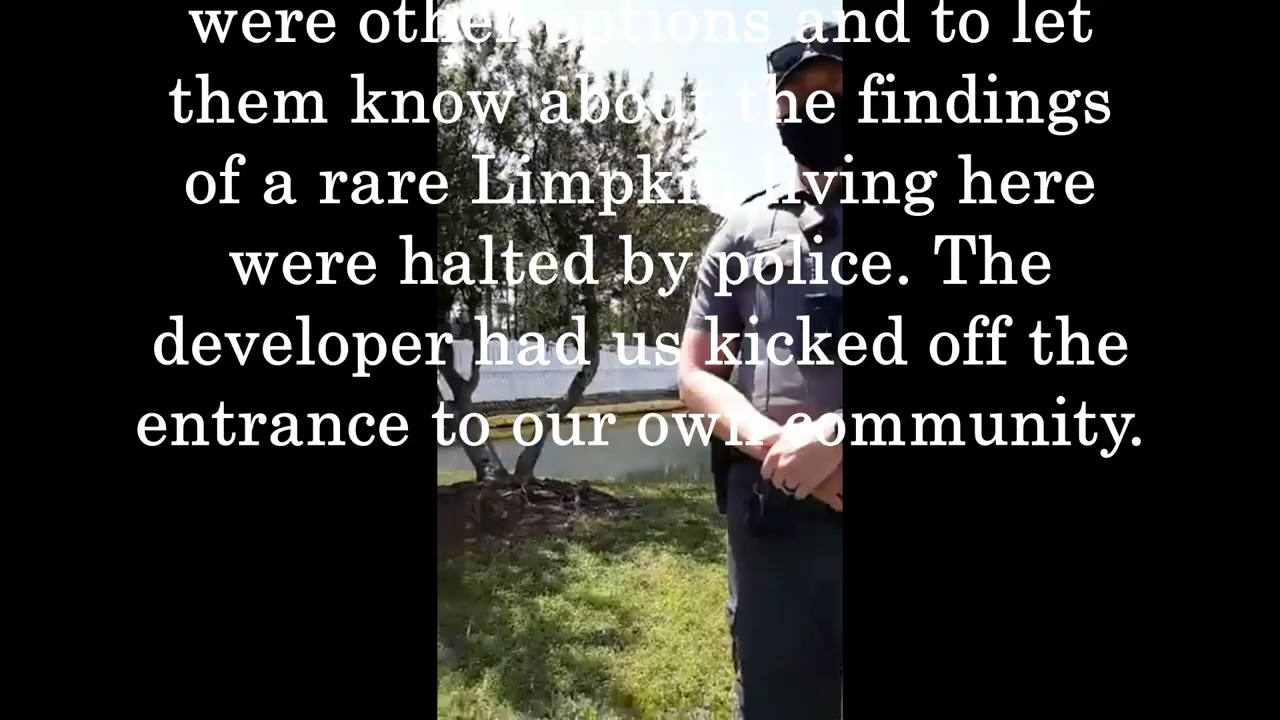 were other options and to let
them know about the findings
of a rare Limpkin living here
were halted by police. The
developer had us kicked off the
entrance to our own community.